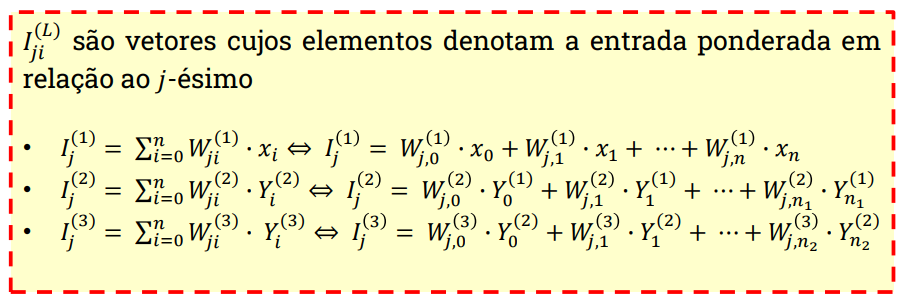 $I_{ji}^{(L)}$ são vetores cujos elementos denotam a entrada ponderada em
relação ao $j$-ésimo
• $I_j^{(1)} = \sum_{i=0}^{n} W_{ji}^{(1)} \cdot x_i \Leftrightarrow I_j^{(1)} = W_{j,0}^{(1)} \cdot x_0 + W_{j,1}^{(1)} \cdot x_1 + \cdots + W_{j,n}^{(1)} \cdot x_n$
• $I_j^{(2)} = \sum_{i=0}^{n} W_{ji}^{(2)} \cdot Y_i^{(2)} \Leftrightarrow I_j^{(2)} = W_{j,0}^{(2)} \cdot Y_0^{(1)} + W_{j,1}^{(2)} \cdot Y_1^{(1)} + \cdots + W_{j,n_1}^{(2)} \cdot Y_{n_1}^{(1)}$
• $I_j^{(3)} = \sum_{i=0}^{n} W_{ji}^{(3)} \cdot Y_i^{(3)} \Leftrightarrow I_j^{(3)} = W_{j,0}^{(3)} \cdot Y_0^{(2)} + W_{j,1}^{(3)} \cdot Y_1^{(2)} + \cdots + W_{j,n_2}^{(3)} \cdot Y_{n_2}^{(2)}$